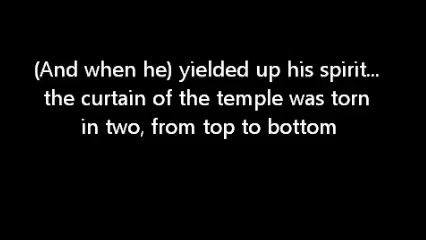 (And when he) yielded up his spirit...
the curtain of the temple was torn
in two, from top to bottom